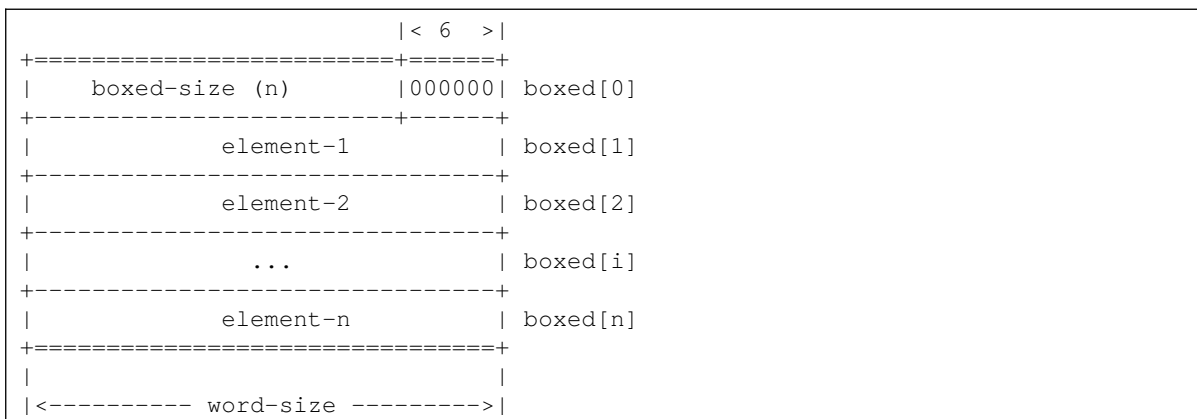 |< 6  >|
+=========================+======+
|    boxed-size (n)       |000000| boxed[0]
+-------------------------+------+
|             element-1          | boxed[1]
+--------------------------------+
|             element-2          | boxed[2]
+--------------------------------+
|               ...              | boxed[i]
+--------------------------------+
|             element-n          | boxed[n]
+================================+
|                                |
|<---------- word-size --------->|